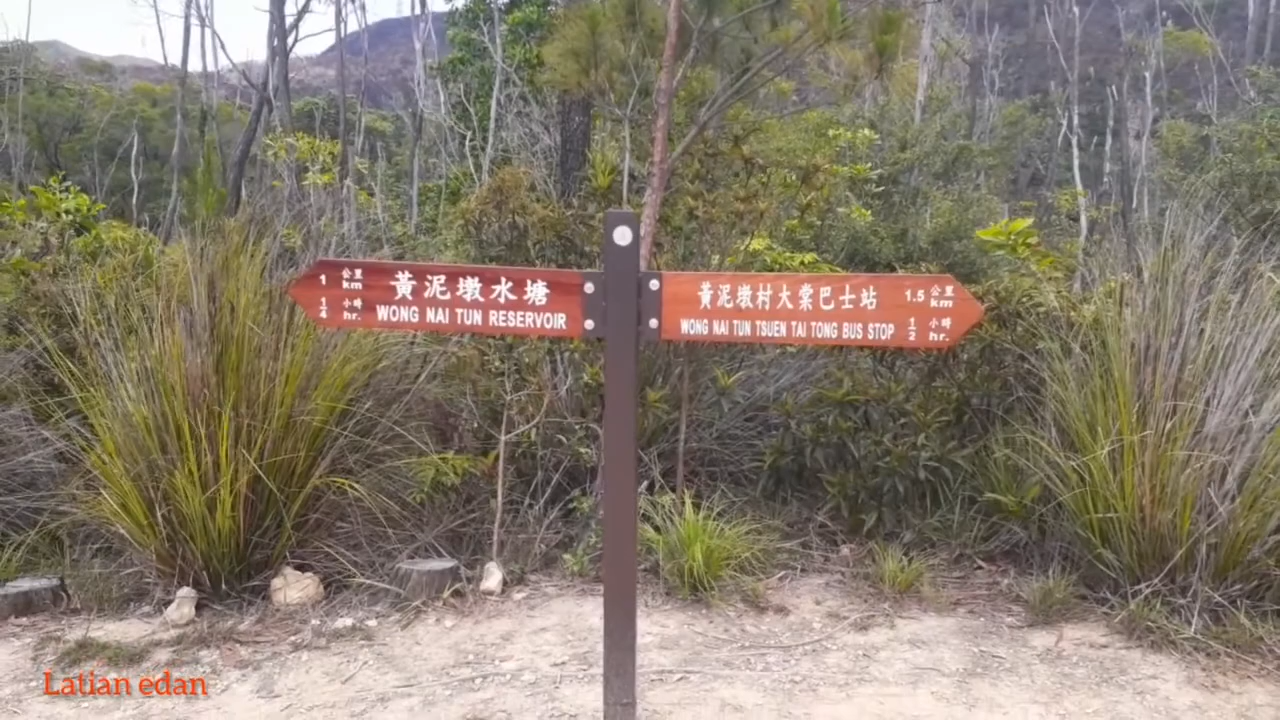 1 公里 km
1/4 小時 hr.
黃泥墩水塘
WONG NAI TUN RESERVOIR
黃泥墩村大棠巴士站
WONG NAI TUN TSUEN TAI TONG BUS STOP
1.5 公里 km
1/2 小時 hr.
Latian edan